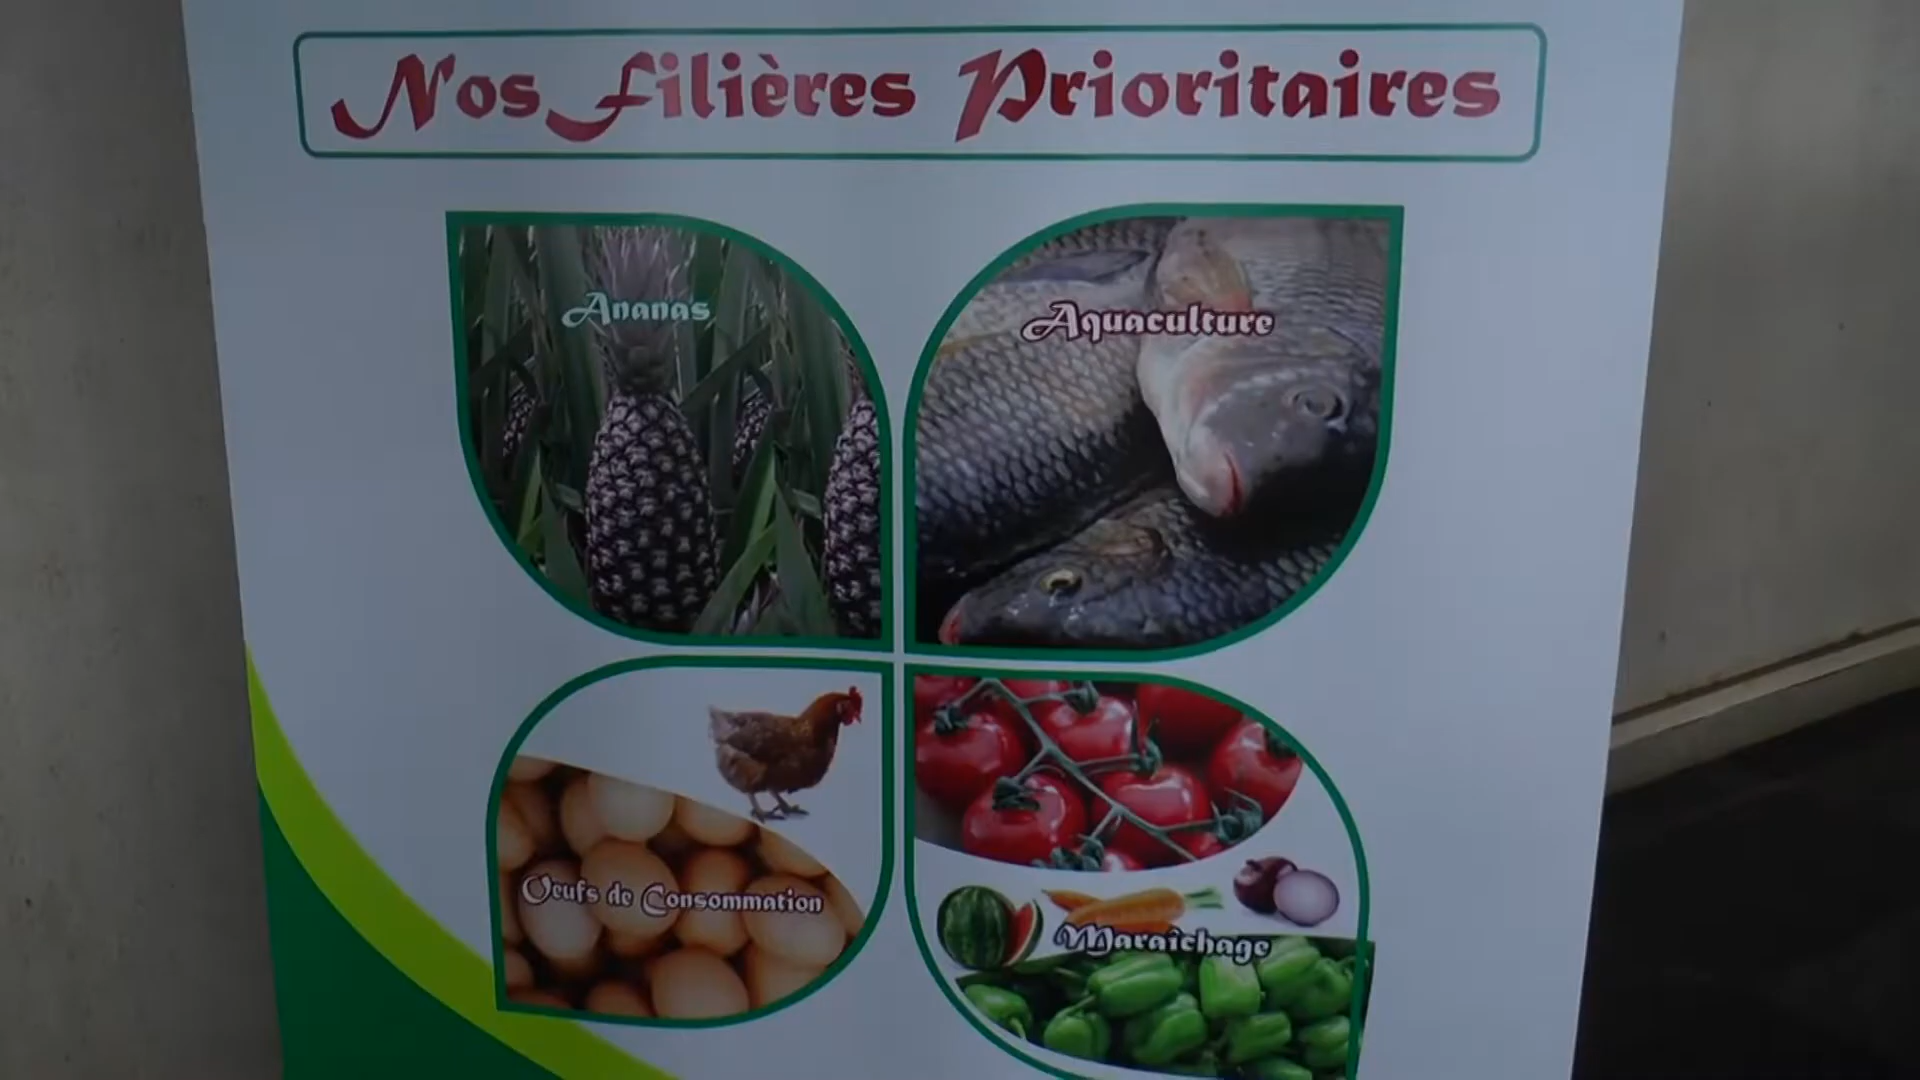 Nos Filières Prioritaires
Ananas
Aquaculture
Oeufs de Consommation
Maraîchage